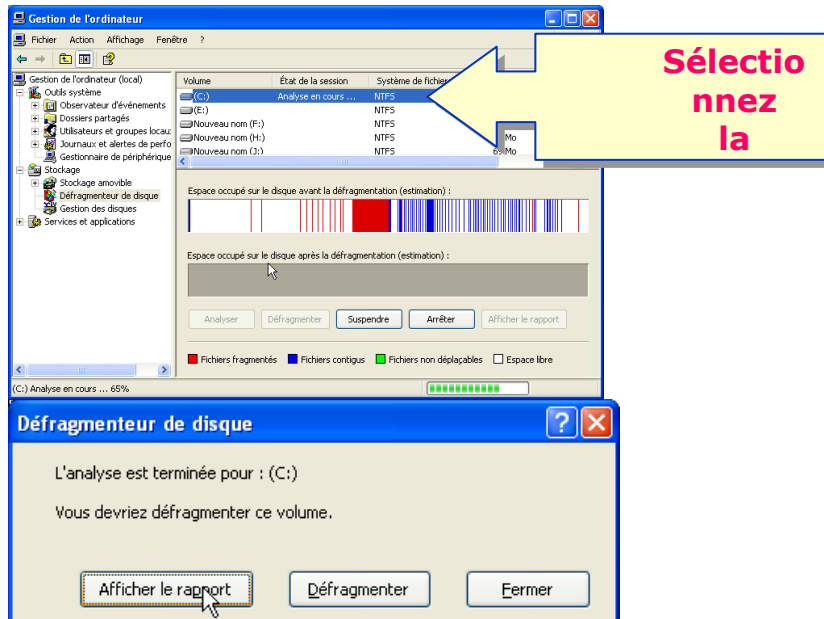 Gestion de l'ordinateur
Fichier Action Affichage Fenêtre ?
Gestion de l'ordinateur (local)
Outils système
Observateur d'événements
Dossiers partagés
Utilisateurs et groupes locau:
Journaux et alertes de perfo
Gestionnaire de périphérique
Stockage
Stockage amovible
Défragmenteur de disque
Gestion des disques
Services et applications
Volume État de la session Système de fichier
(C:) Analyse en cours ... NTFS
(E:) NTFS
Nouveau nom (F:) NTFS
Nouveau nom (H:) NTFS Mo
Nouveau nom (J:) NTFS Mo
Sélectio
nnez
la
Espace occupé sur le disque avant la défragmentation (estimation) :
Espace occupé sur le disque après la défragmentation (estimation) :
Analyser Défragmenter Suspendre Arrêter Afficher le rapport
Fichiers fragmentés Fichiers contigus Fichiers non déplaçables Espace libre
(C:) Analyse en cours ... 65%
Défragmenteur de disque
L'analyse est terminée pour : (C:)
Vous devriez défragmenter ce volume.
Afficher le rapport Défragmenter Fermer